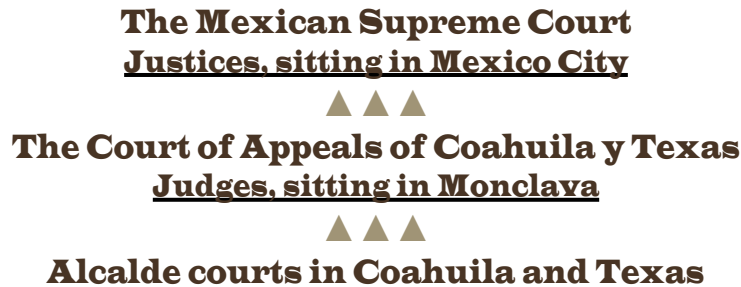 The Mexican Supreme Court
Justices, sitting in Mexico City
The Court of Appeals of Coahuila y Texas
Judges, sitting in Monclava
Alcalde courts in Coahuila and Texas